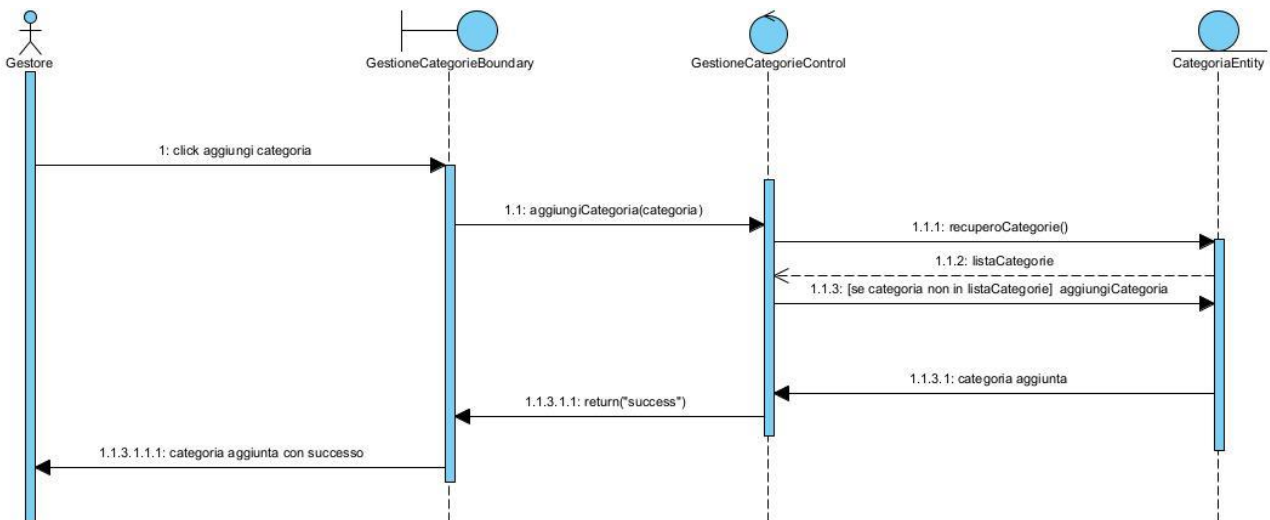 Gestore
GestioneCategorieBoundary
GestioneCategorieControl
CategoriaEntity
1: click aggiungi categoria
1.1: aggiungiCategoria(categoria)
1.1.1: recuperoCategorie()
1.1.2: listaCategorie
1.1.3: [se categoria non in listaCategorie] aggiungiCategoria
1.1.3.1: categoria aggiunta
1.1.3.1.1: return("success")
1.1.3.1.1.1: categoria aggiunta con successo